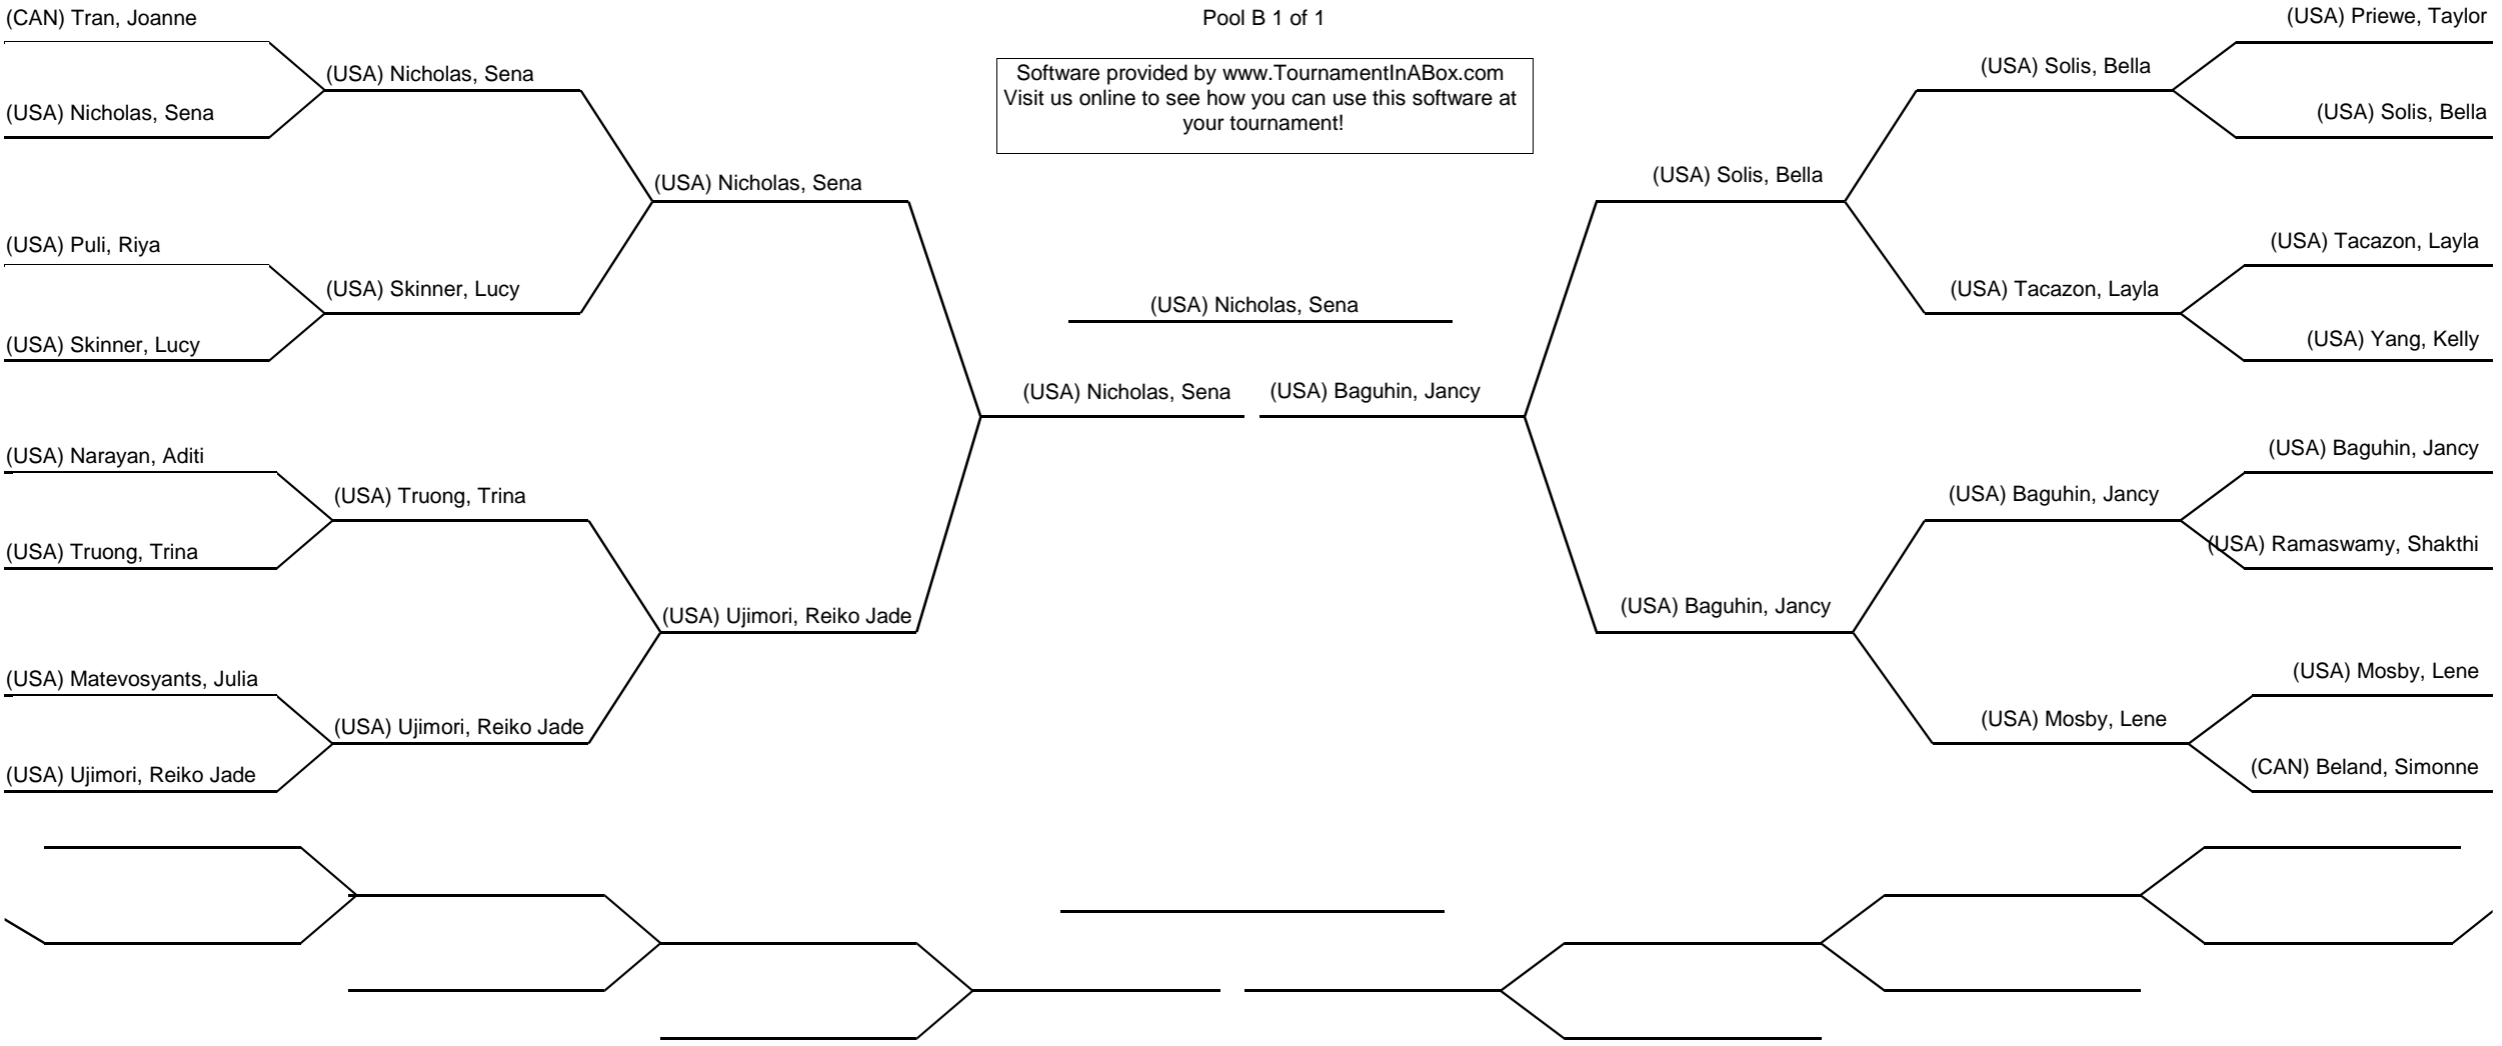 (CAN) Tran, Joanne
Pool B 1 of 1
(USA) Priewe, Taylor
Software provided by www.TournamentInABox.com
Visit us online to see how you can use this software at
your tournament!
(USA) Nicholas, Sena
(USA) Solis, Bella
(USA) Nicholas, Sena
(USA) Solis, Bella
(USA) Nicholas, Sena
(USA) Solis, Bella
(USA) Puli, Riya
(USA) Tacazon, Layla
(USA) Skinner, Lucy
(USA) Nicholas, Sena
(USA) Tacazon, Layla
(USA) Skinner, Lucy
(USA) Yang, Kelly
(USA) Nicholas, Sena
(USA) Baguhin, Jancy
(USA) Narayan, Aditi
(USA) Baguhin, Jancy
(USA) Truong, Trina
(USA) Baguhin, Jancy
(USA) Truong, Trina
(USA) Ramaswamy, Shakthi
(USA) Ujimori, Reiko Jade
(USA) Baguhin, Jancy
(USA) Matevosyants, Julia
(USA) Mosby, Lene
(USA) Ujimori, Reiko Jade
(USA) Mosby, Lene
(USA) Ujimori, Reiko Jade
(CAN) Beland, Simonne